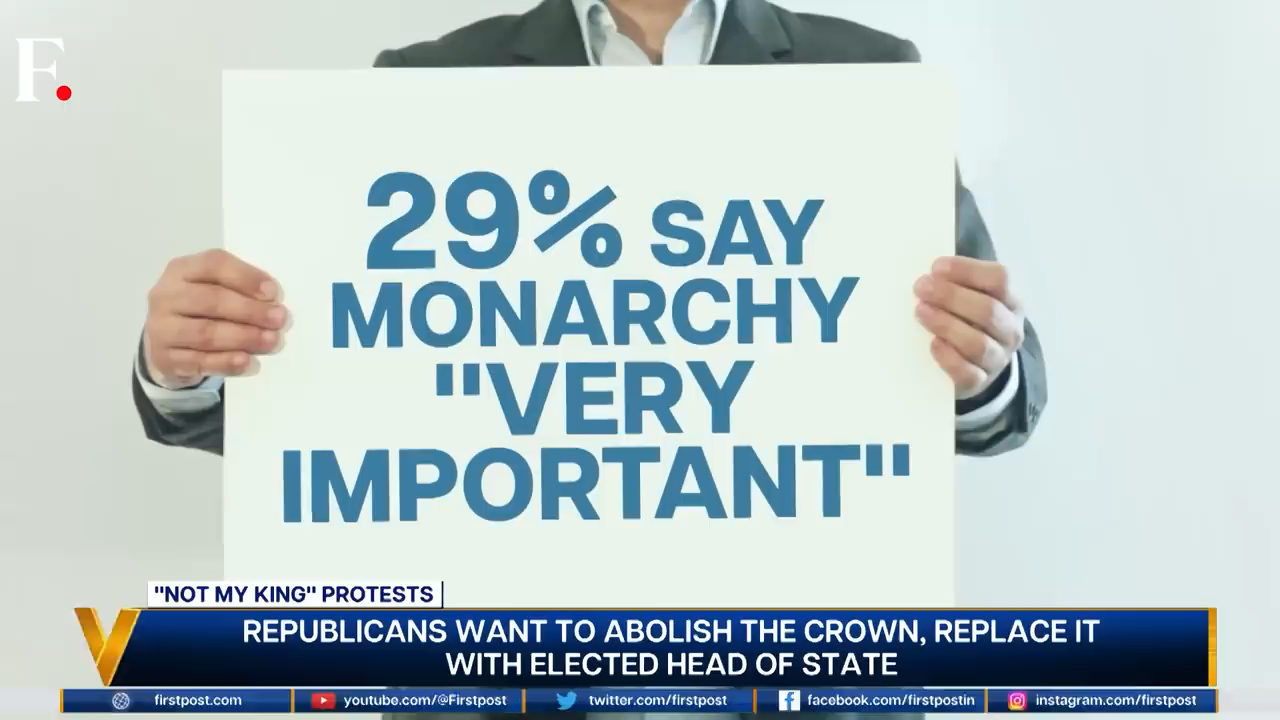 F.
29% SAY
MONARCHY
"VERY
IMPORTANT"
"NOT MY KING" PROTESTS
V
REPUBLICANS WANT TO ABOLISH THE CROWN, REPLACE IT
WITH ELECTED HEAD OF STATE
firstpost.com
youtube.com/@Firstpost
twitter.com/firstpost
facebook.com/firstpostin
instagram.com/firstpost